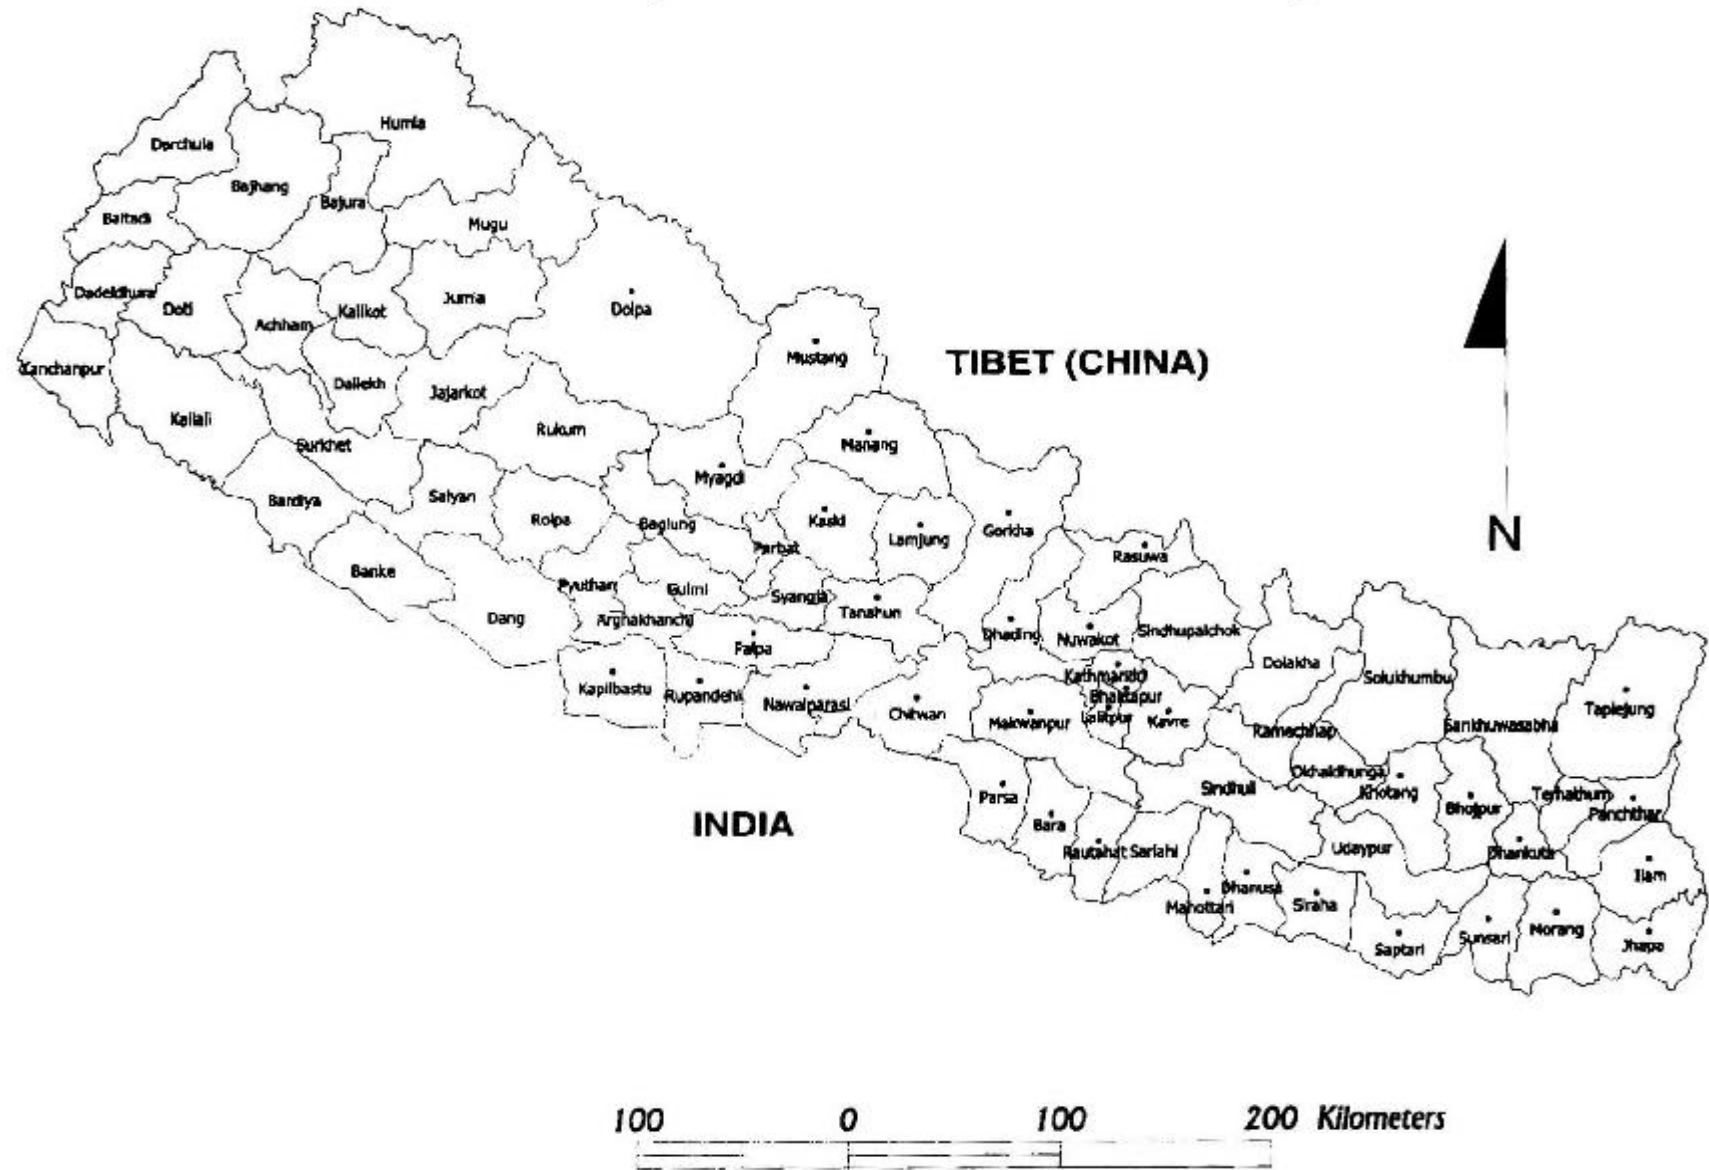 Humla
Darchula
Bajhang
Bajura
Baitadi
Mugu
Dadeldhura
Doti
Achham
Kalikot
Jumla
Dolpa
Mustang
TIBET (CHINA)
Kanchanpur
Dailekh
Jajarkot
Kailali
Rukum
Surkhet
Manang
Myagdi
Bardiya
Salyan
Rolpa
Baglung
Kaski
Lamjung
Gorkha
N
Parbat
Rasuwa
Banke
Pyuthan
Gulmi
Syangja
Tanahun
Dang
Arghakhanchi
Palpa
Dhading
Nuwakot
Sindhupalchok
Dolakha
Solukhumbu
Kathmandu
Kapilbastu
Rupandehi
Nawalparasi
Bhaktapur
Chitwan
Makwanpur
Lalitpur
Kavre
Ramechhap
Sankhuwasabha
Taplejung
Okhaldhunga
Khotang
Sindhuli
Parsa
INDIA
Bhojpur
Terhathum
Panchthar
Bara
Rautahat
Sarlahi
Udaypur
Dhankuta
Ilam
Dhanusa
Mahottari
Siraha
Saptari
Sunsari
Morang
Jhapa
100 0 100 200 Kilometers